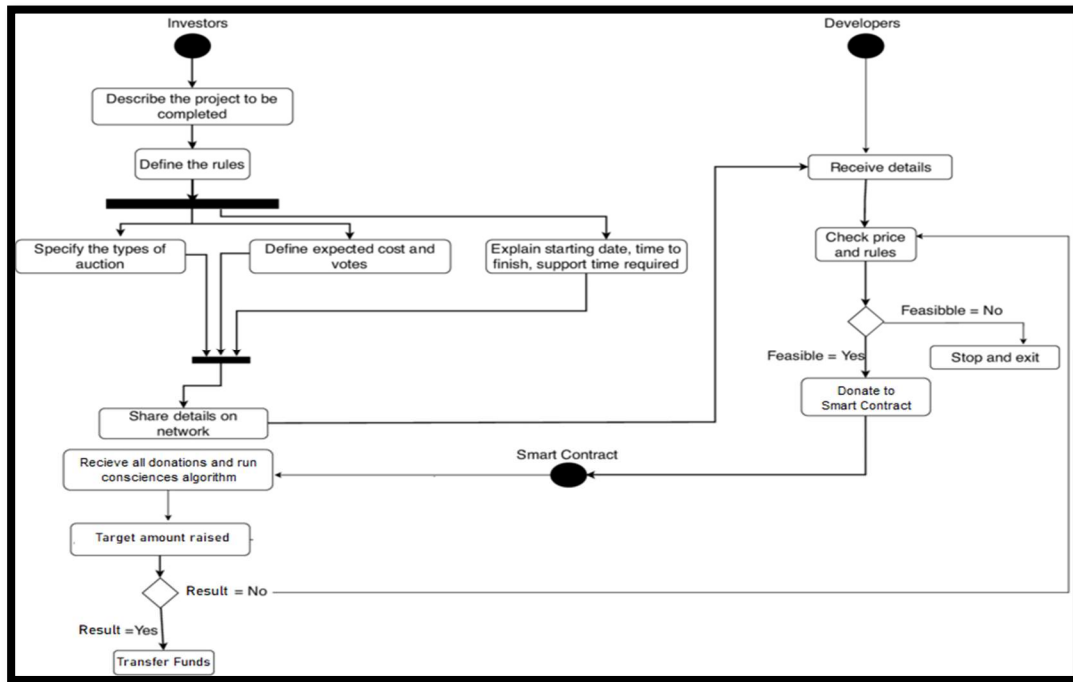 Investors
Developers
Describe the project to be
completed
Define the rules
Receive details
Specify the types of
auction
Define expected cost and
votes
Explain starting date, time to
finish, support time required
Check price
and rules
Feasibble = No
Feasible = Yes
Stop and exit
Donate to
Smart Contract
Share details on
network
Smart Contract
Recieve all donations and run
consciences algorithm
Target amount raised
Result = No
Result =Yes
Transfer Funds